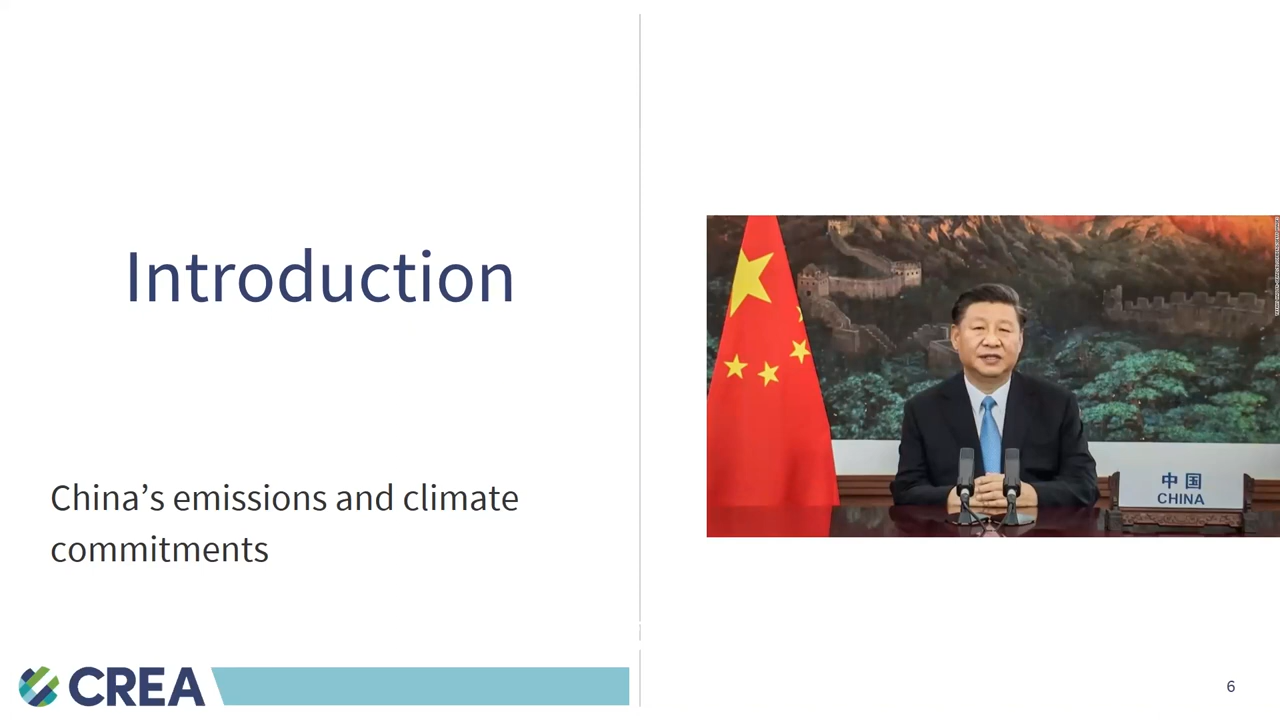 Introduction
China’s emissions and climate
commitments
CREA
中国
CHINA
6